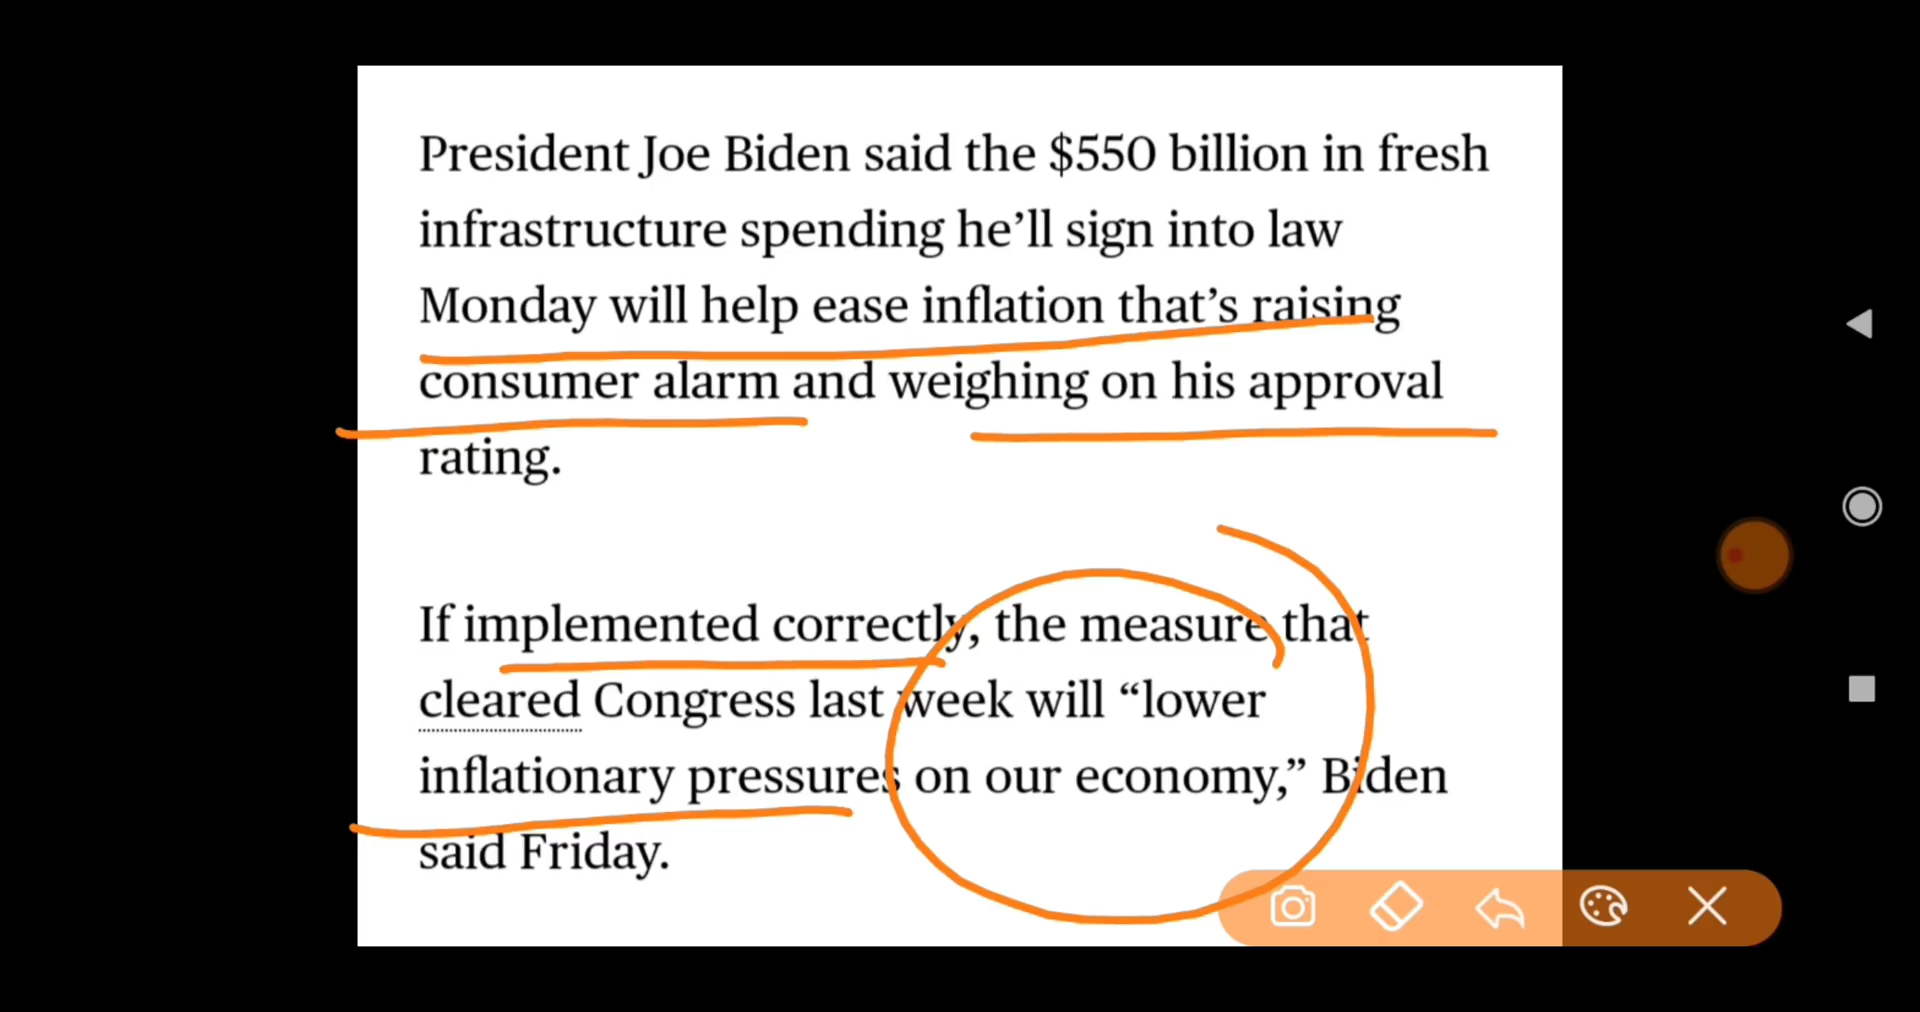 President Joe Biden said the $550 billion in fresh
infrastructure spending he’ll sign into law
Monday will help ease inflation that’s raising
consumer alarm and weighing on his approval
rating.
If implemented correctly, the measure that
cleared Congress last week will “lower
inflationary pressures on our economy,” Biden
said Friday.